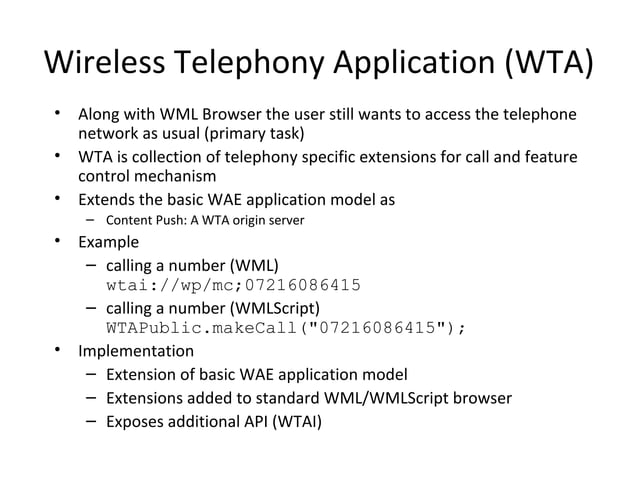 Wireless Telephony Application (WTA)
• Along with WML Browser the user still wants to access the telephone
network as usual (primary task)
• WTA is collection of telephony specific extensions for call and feature
control mechanism
• Extends the basic WAE application model as
– Content Push: A WTA origin server
• Example
– calling a number (WML)
wtai://wp/mc;07216086415
– calling a number (WMLScript)
WTAPublic.makeCall("07216086415");
• Implementation
– Extension of basic WAE application model
– Extensions added to standard WML/WMLScript browser
– Exposes additional API (WTAI)